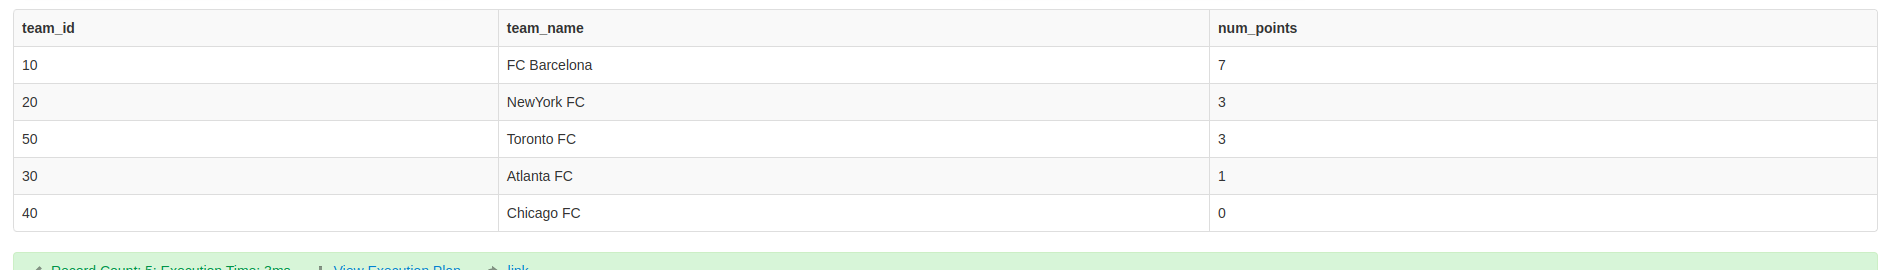 team_id team_name num_points
10 FC Barcelona 7
20 NewYork FC 3
50 Toronto FC 3
30 Atlanta FC 1
40 Chicago FC 0
Record Count: 5; Execution Time: 3ms View Execution Plan link